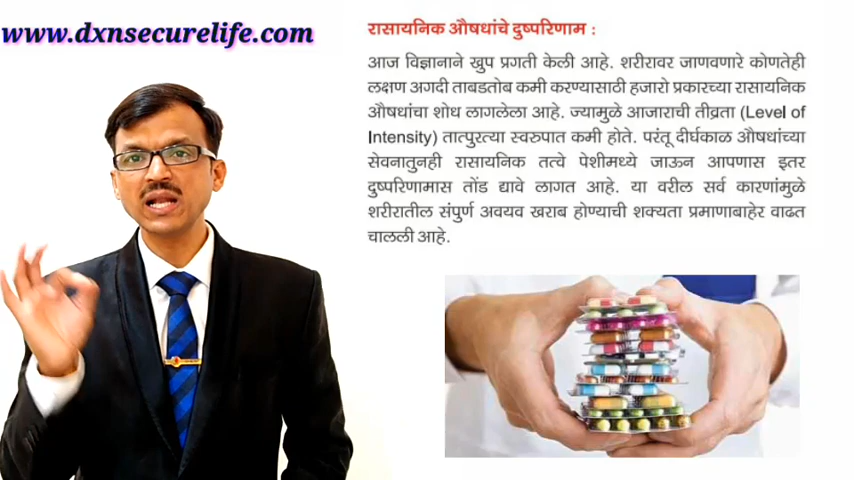 www.dxnsecurelife.com
रासायनिक औषधांचे दुष्परिणाम :
आज विज्ञानाने खुप प्रगती केली आहे. शरीरावर जाणवणारे कोणतेही
लक्षण अगदी ताबडतोब कमी करण्यासाठी हजारो प्रकारच्या रासायनिक
औषधांचा शोध लागलेला आहे. ज्यामुळे आजाराची तीव्रता (Level of
Intensity) तात्पुरत्या स्वरुपात कमी होते. परंतू दीर्घकाळ औषधांच्या
सेवनातुनही रासायनिक तत्वे पेशीमध्ये जाऊन आपणास इतर
दुष्परिणामास तोंड द्यावे लागत आहे. या वरील सर्व कारणांमुळे
शरीरातील संपुर्ण अवयव खराब होण्याची शक्यता प्रमाणाबाहेर वाढत
चालली आहे.